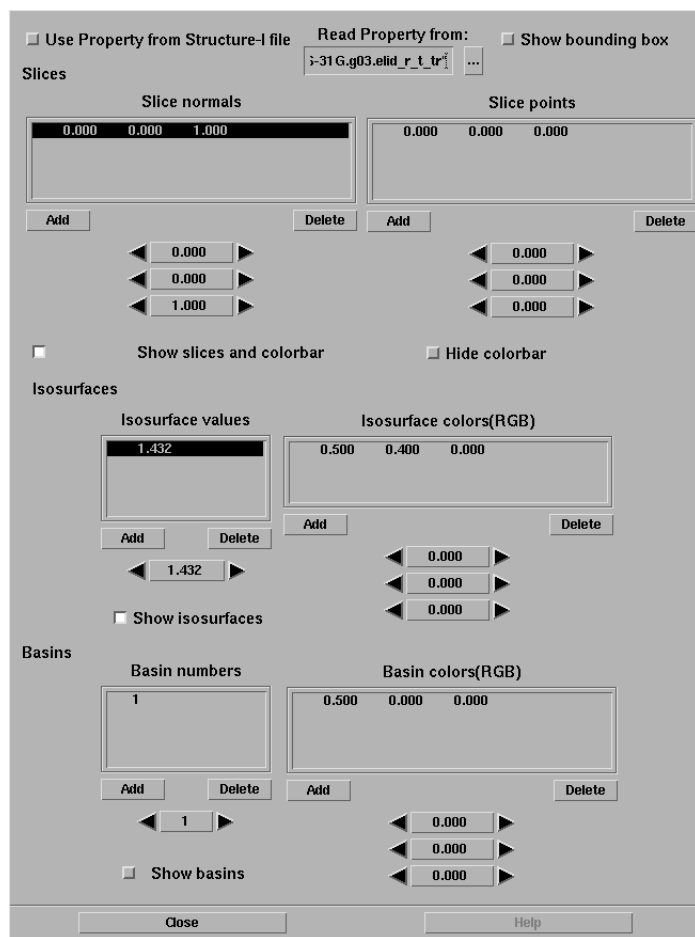 Use Property from Structure-I file
Read Property from:
Show bounding box
-31G.g03.elid_r_t_tr*
...
Slices
Slice normals
Slice points
0.000 0.000 1.000
0.000 0.000 0.000
Add
Delete
Add
Delete
0.000
0.000
0.000
0.000
1.000
0.000
Show slices and colorbar
Hide colorbar
Isosurfaces
Isosurface values
Isosurface colors(RGB)
1.432
0.500 0.400 0.000
Add
Delete
Add
Delete
1.432
0.000
0.000
0.000
Show isosurfaces
Basins
Basin numbers
Basin colors(RGB)
1
0.500 0.000 0.000
Add
Delete
Add
Delete
1
0.000
0.000
0.000
Show basins
Close
Help